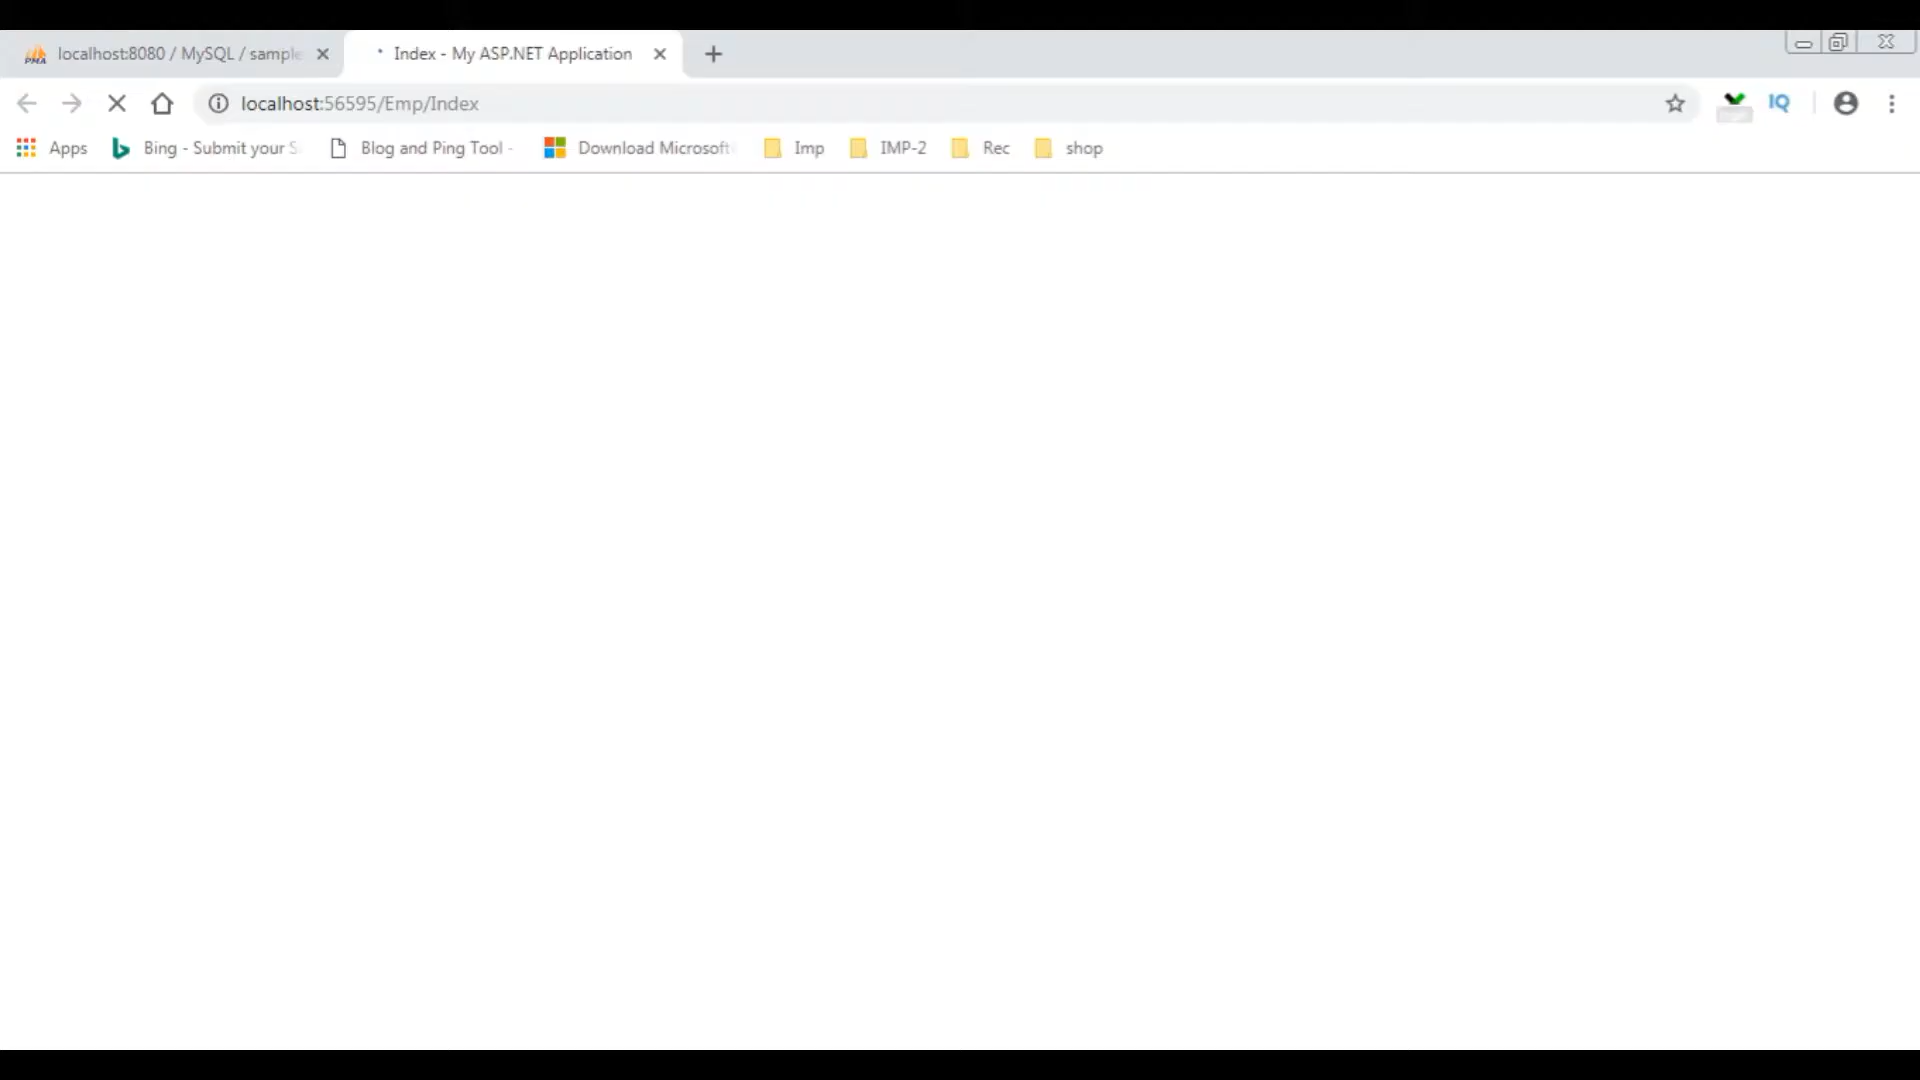 localhost:8080 / MySQL / sample
Index - My ASP.NET Application
localhost:56595/Emp/Index
IQ
Apps
Bing - Submit your S
Blog and Ping Tool -
Download Microsoft
Imp
IMP-2
Rec
shop